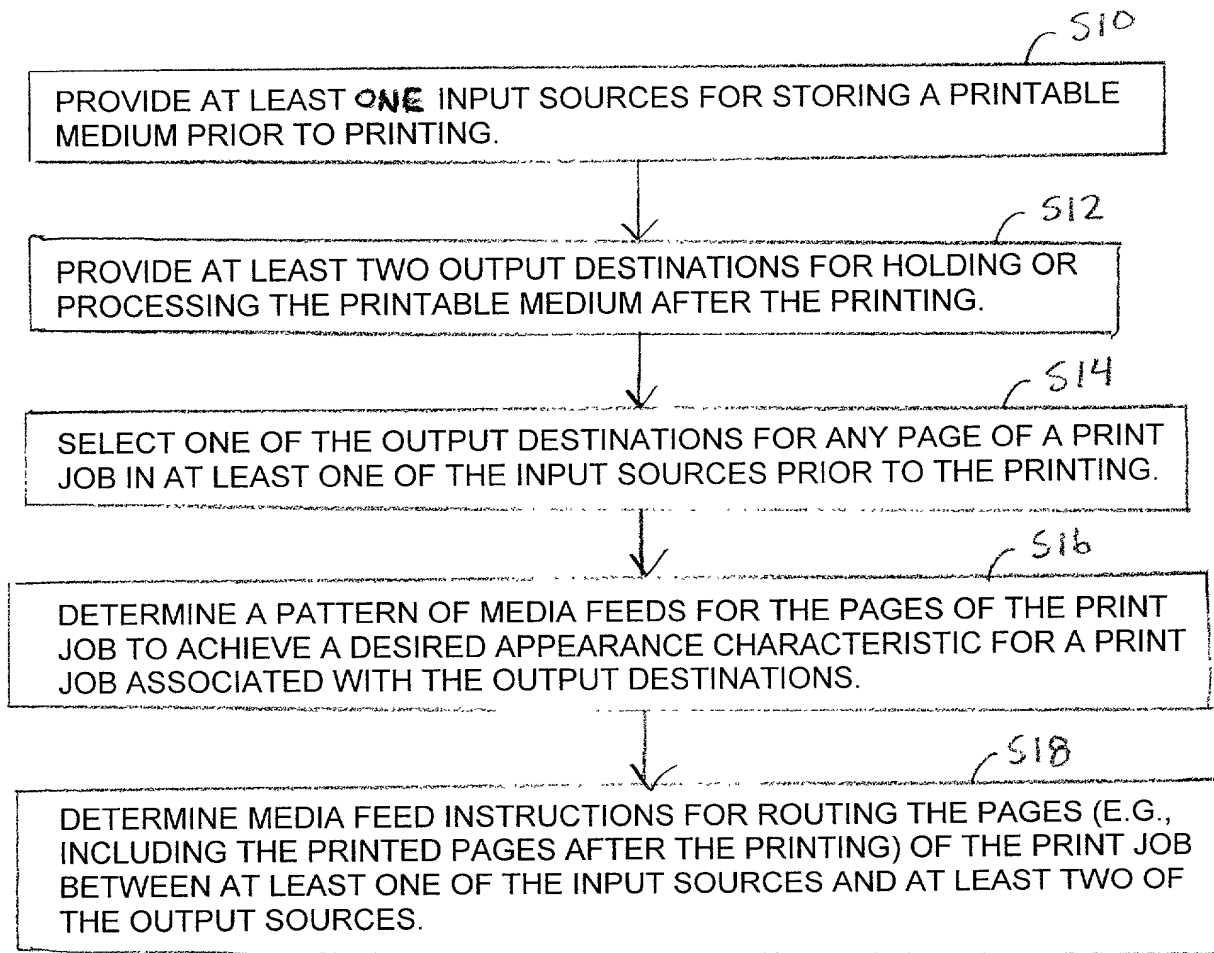 S10
PROVIDE AT LEAST ONE INPUT SOURCES FOR STORING A PRINTABLE
MEDIUM PRIOR TO PRINTING.
S12
PROVIDE AT LEAST TWO OUTPUT DESTINATIONS FOR HOLDING OR
PROCESSING THE PRINTABLE MEDIUM AFTER THE PRINTING.
S14
SELECT ONE OF THE OUTPUT DESTINATIONS FOR ANY PAGE OF A PRINT
JOB IN AT LEAST ONE OF THE INPUT SOURCES PRIOR TO THE PRINTING.
S16
DETERMINE A PATTERN OF MEDIA FEEDS FOR THE PAGES OF THE PRINT
JOB TO ACHIEVE A DESIRED APPEARANCE CHARACTERISTIC FOR A PRINT
JOB ASSOCIATED WITH THE OUTPUT DESTINATIONS.
S18
DETERMINE MEDIA FEED INSTRUCTIONS FOR ROUTING THE PAGES (E.G.,
INCLUDING THE PRINTED PAGES AFTER THE PRINTING) OF THE PRINT JOB
BETWEEN AT LEAST ONE OF THE INPUT SOURCES AND AT LEAST TWO OF
THE OUTPUT SOURCES.